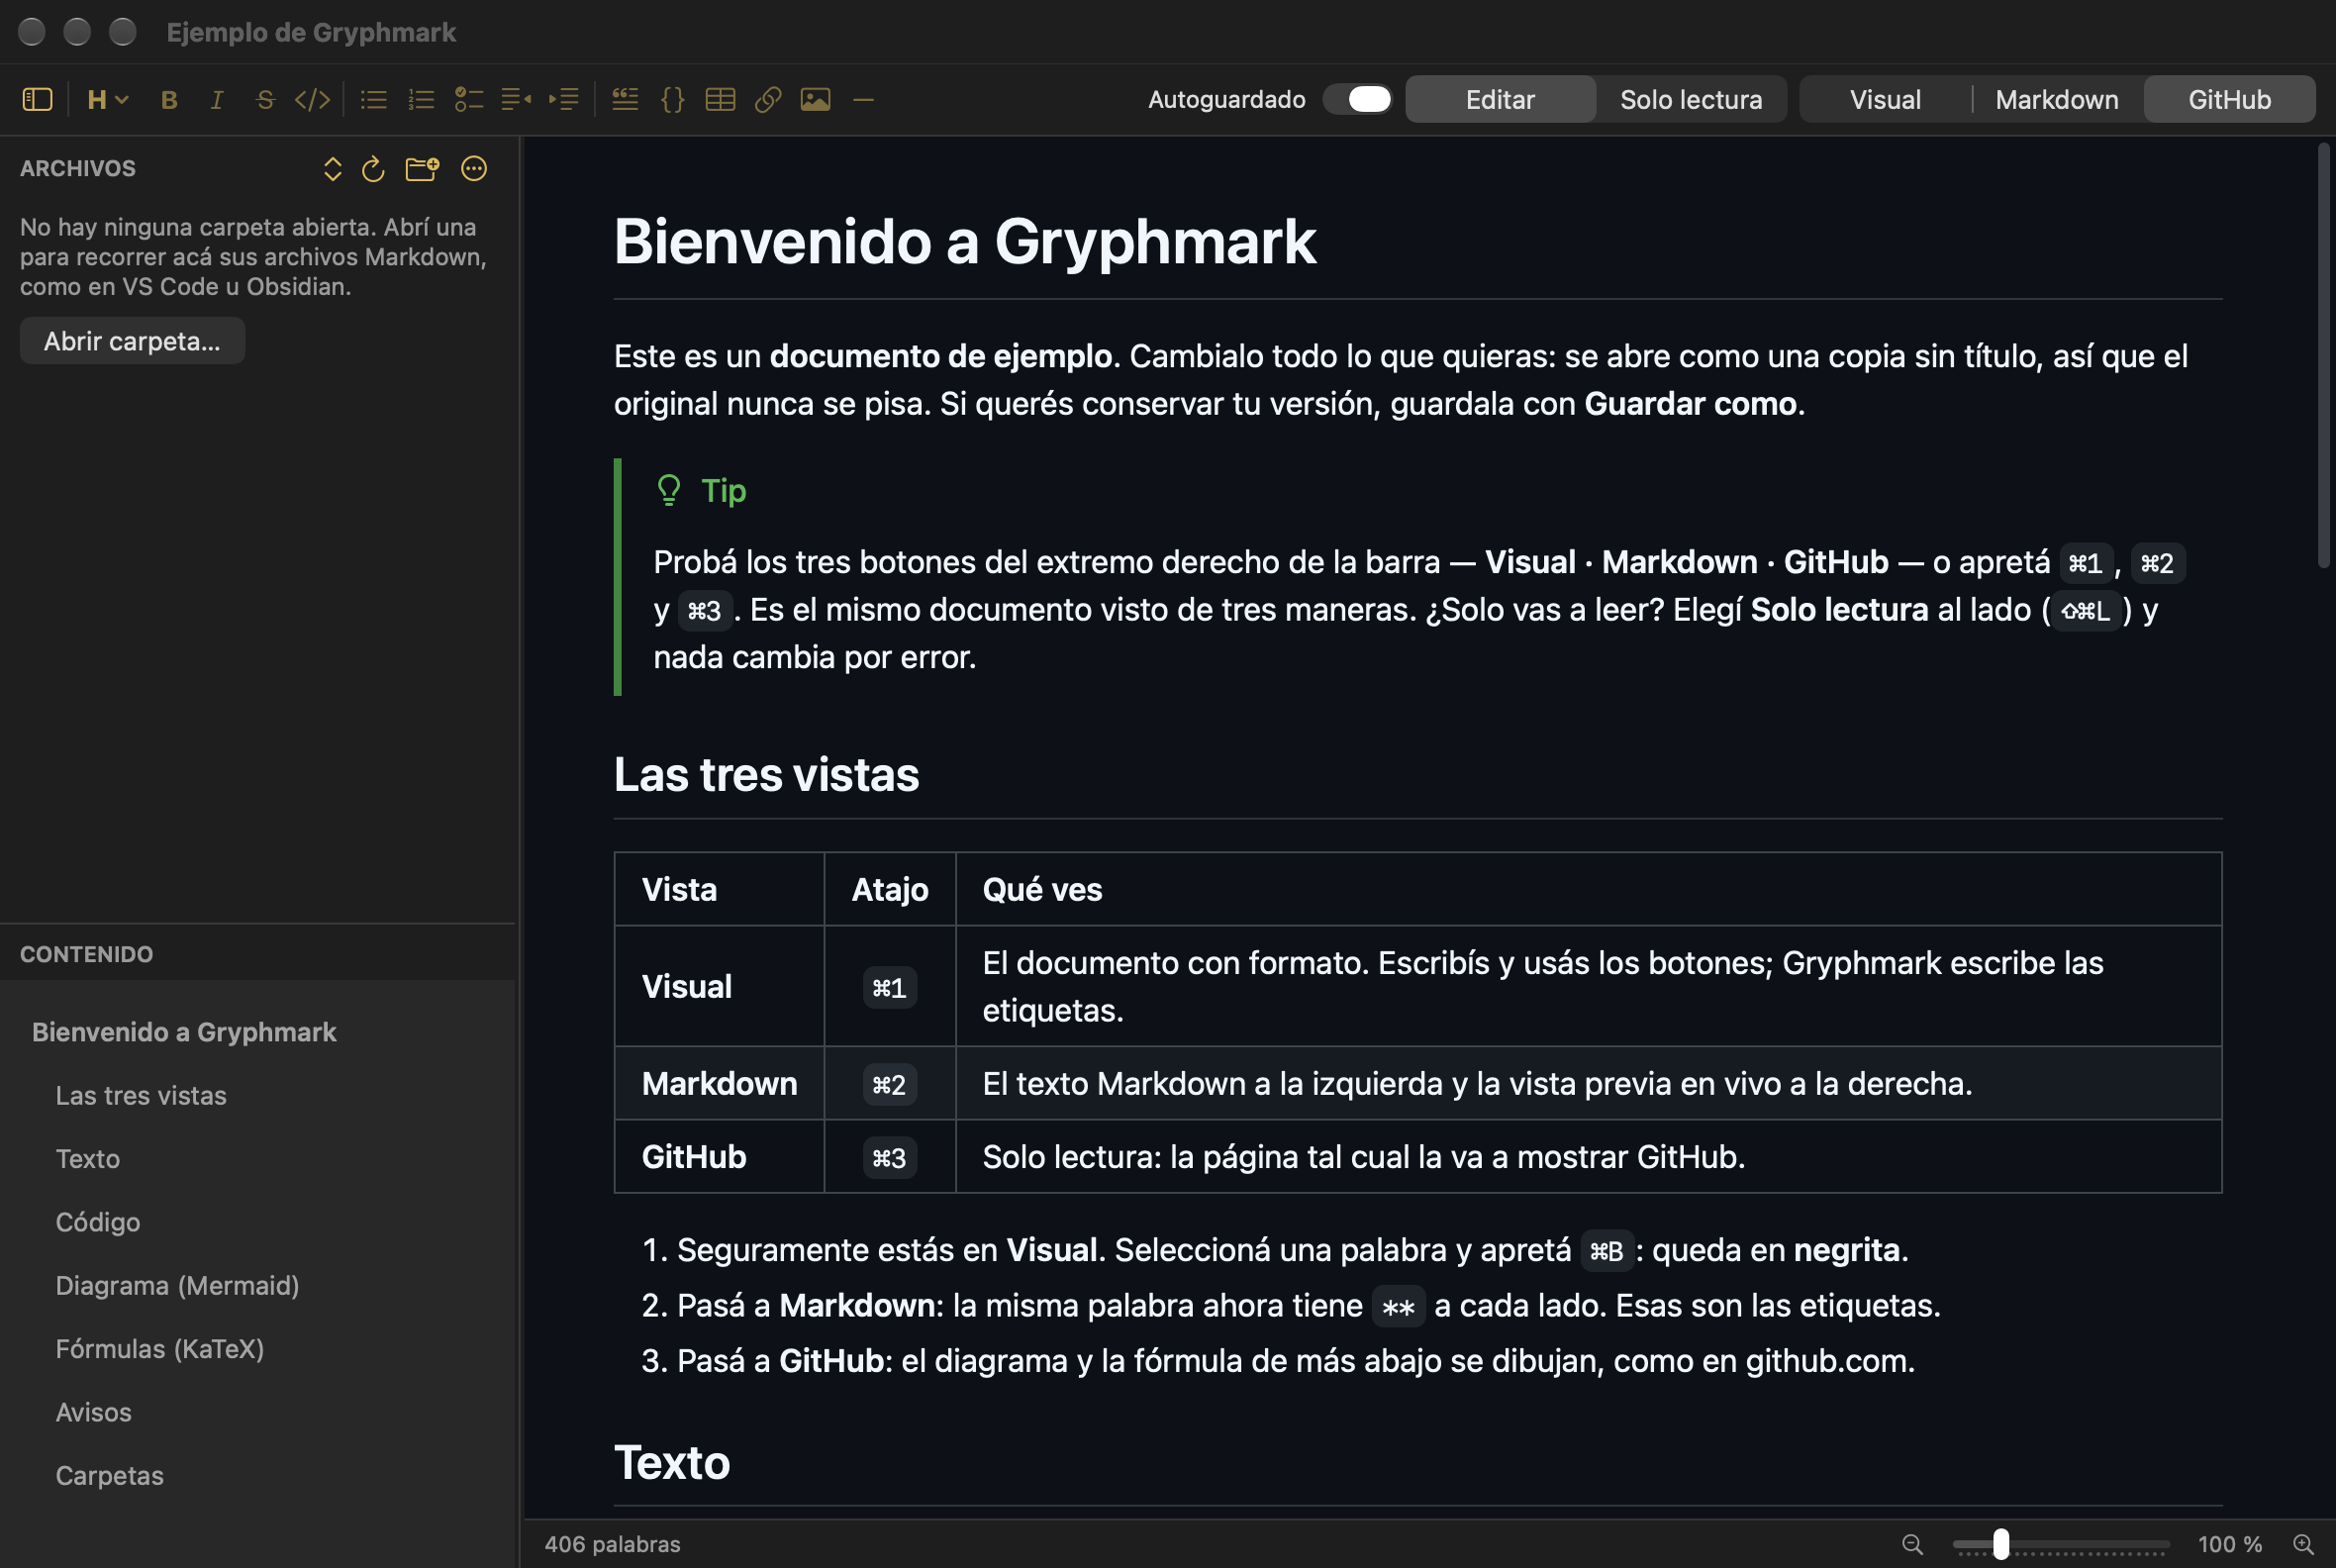 Ejemplo de Gryphmark
H B I S </>
Autoguardado
Editar
Solo lectura
Visual
Markdown
GitHub
ARCHIVOS
No hay ninguna carpeta abierta. Abrí una
para recorrer acá sus archivos Markdown,
como en VS Code u Obsidian.
Abrir carpeta...
CONTENIDO
Bienvenido a Gryphmark
Las tres vistas
Texto
Código
Diagrama (Mermaid)
Fórmulas (KaTeX)
Avisos
Carpetas
Bienvenido a Gryphmark
Este es un documento de ejemplo. Cambialo todo lo que quieras: se abre como una copia sin título, así que el
original nunca se pisa. Si querés conservar tu versión, guardala con Guardar como.
Tip
Probá los tres botones del extremo derecho de la barra — Visual · Markdown · GitHub — o apretá ⌘1, ⌘2
y ⌘3. Es el mismo documento visto de tres maneras. ¿Solo vas a leer? Elegí Solo lectura al lado (⇧⌘L) y
nada cambia por error.
Las tres vistas
Vista Atajo Qué ves
Visual ⌘1 El documento con formato. Escribís y usás los botones; Gryphmark escribe las
etiquetas.
Markdown ⌘2 El texto Markdown a la izquierda y la vista previa en vivo a la derecha.
GitHub ⌘3 Solo lectura: la página tal cual la va a mostrar GitHub.
1. Seguramente estás en Visual. Seleccioná una palabra y apretá ⌘B: queda en negrita.
2. Pasá a Markdown: la misma palabra ahora tiene ** a cada lado. Esas son las etiquetas.
3. Pasá a GitHub: el diagrama y la fórmula de más abajo se dibujan, como en github.com.
Texto
406 palabras
100 %